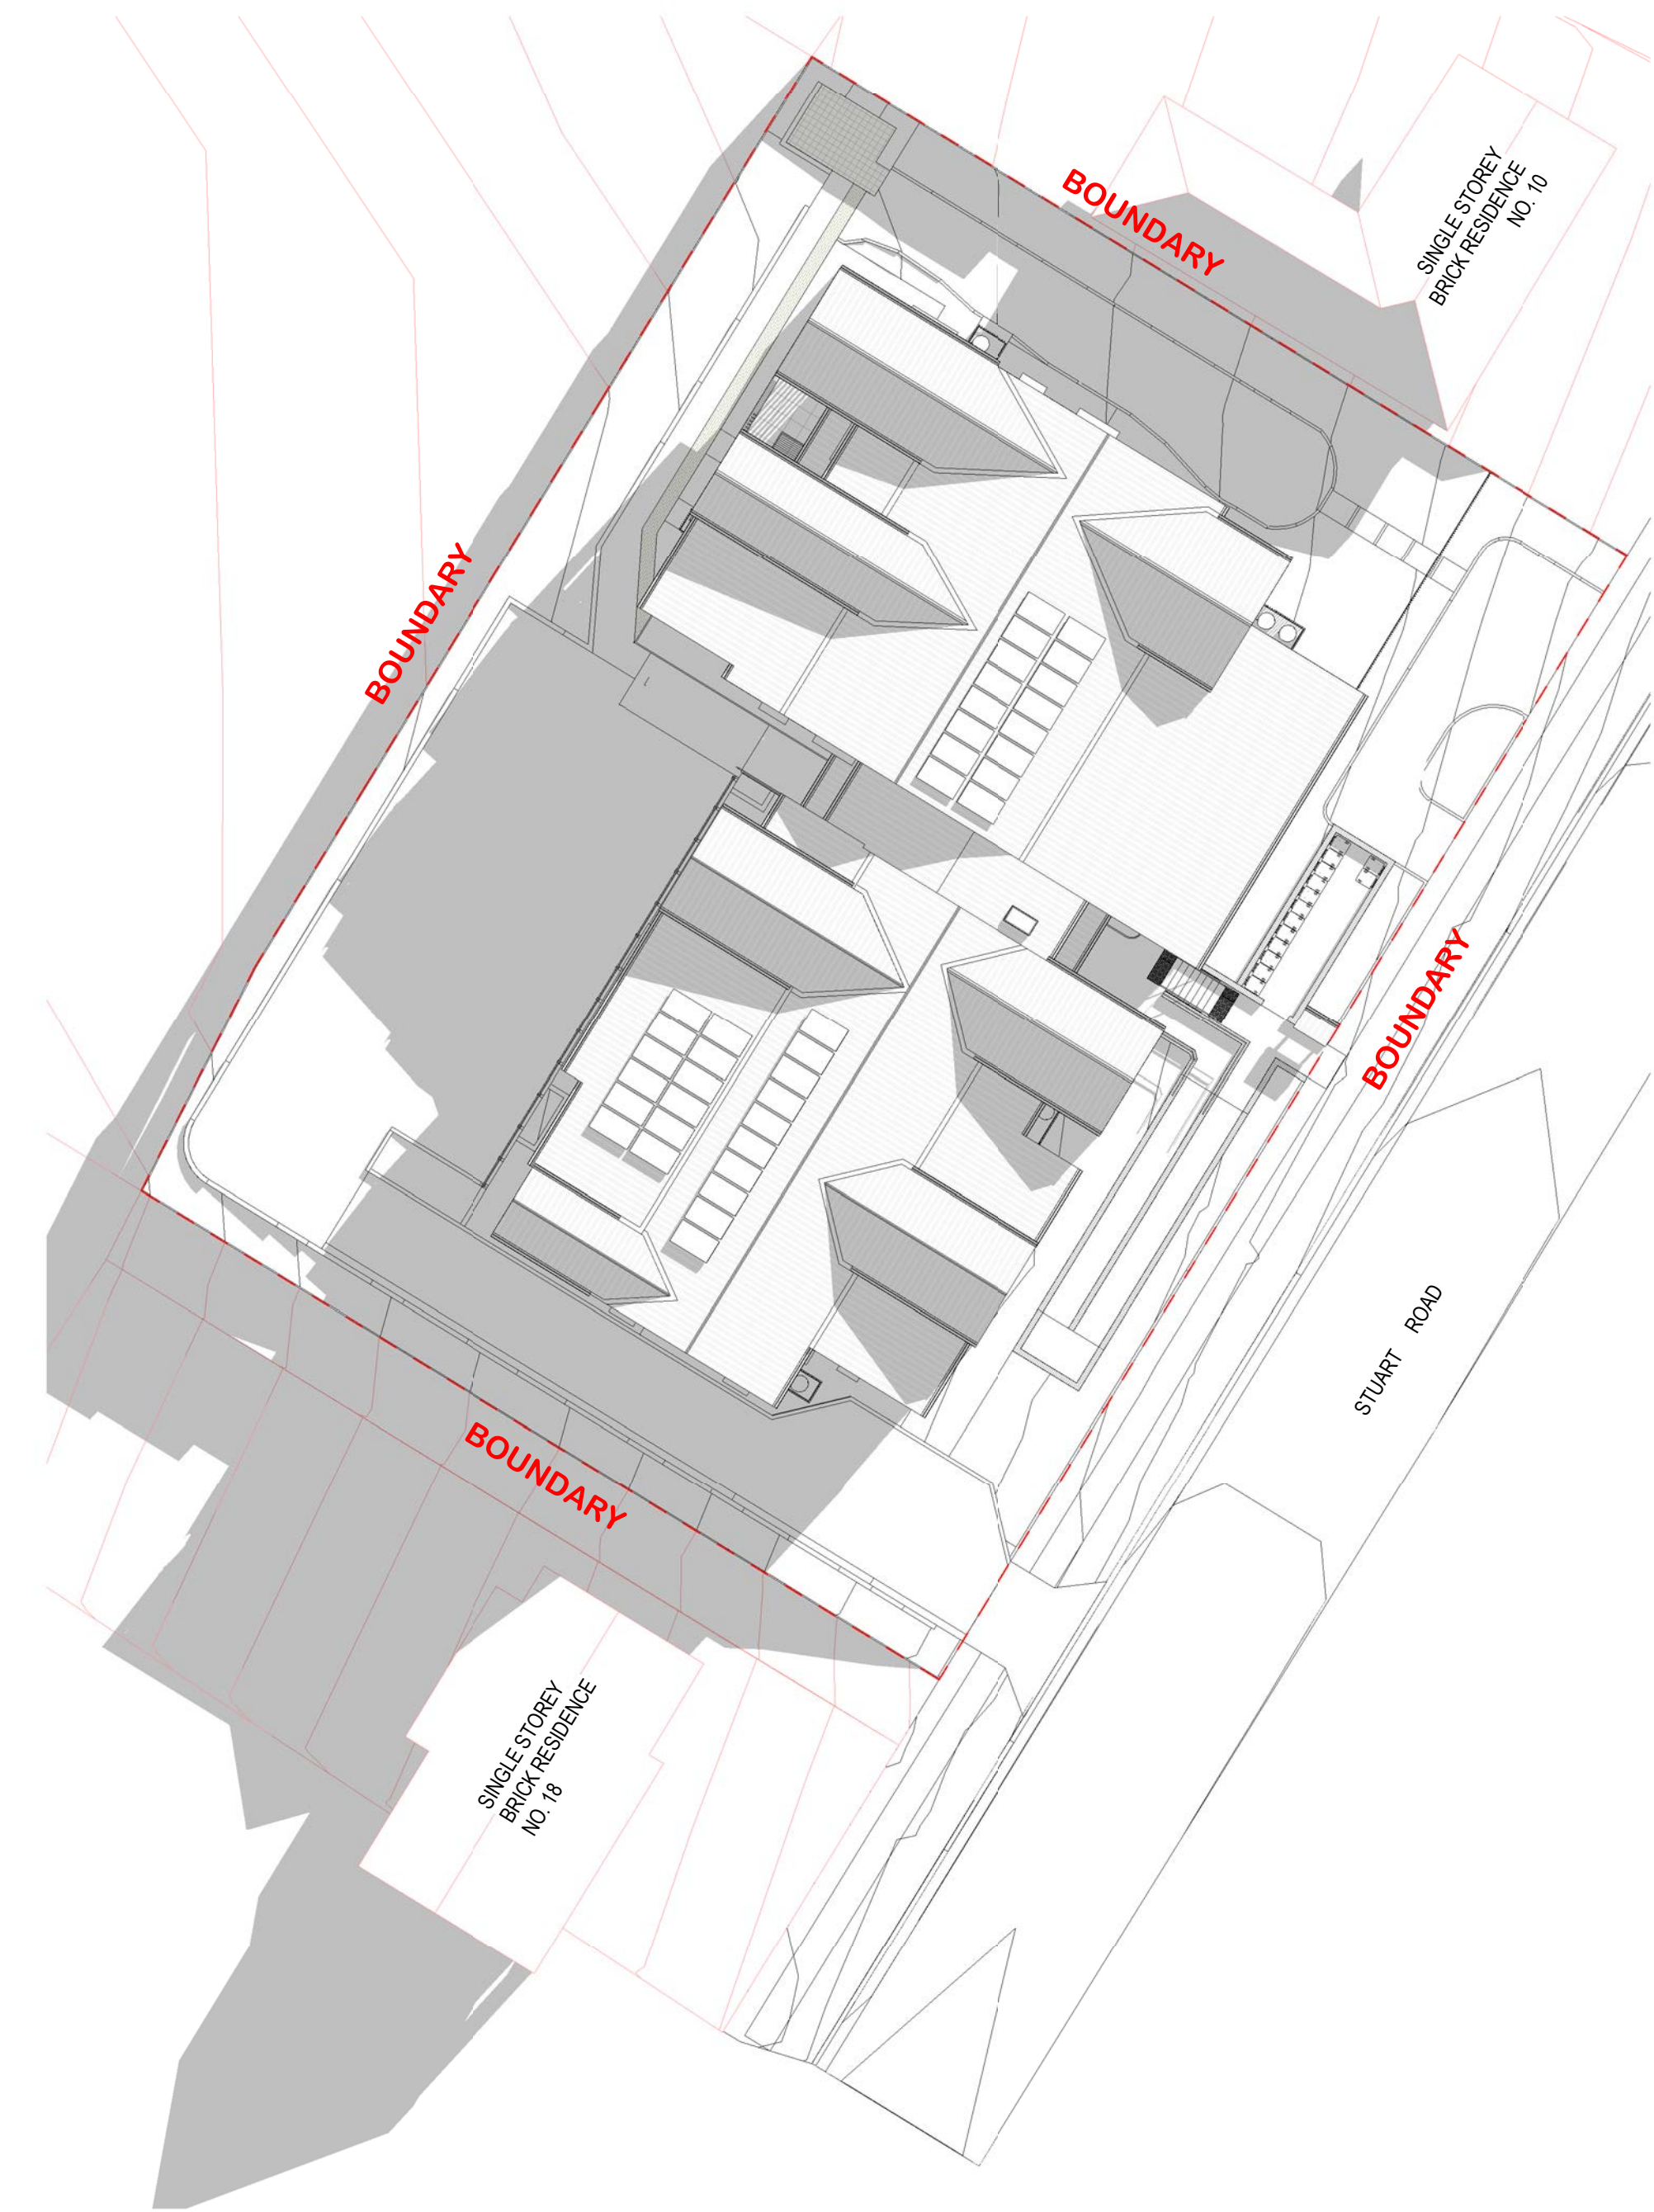 BOUNDARY
SINGLE STOREY
BRICK RESIDENCE
NO. 10
BOUNDARY
BOUNDARY
STUART ROAD
BOUNDARY
SINGLE STOREY
BRICK RESIDENCE
NO. 18